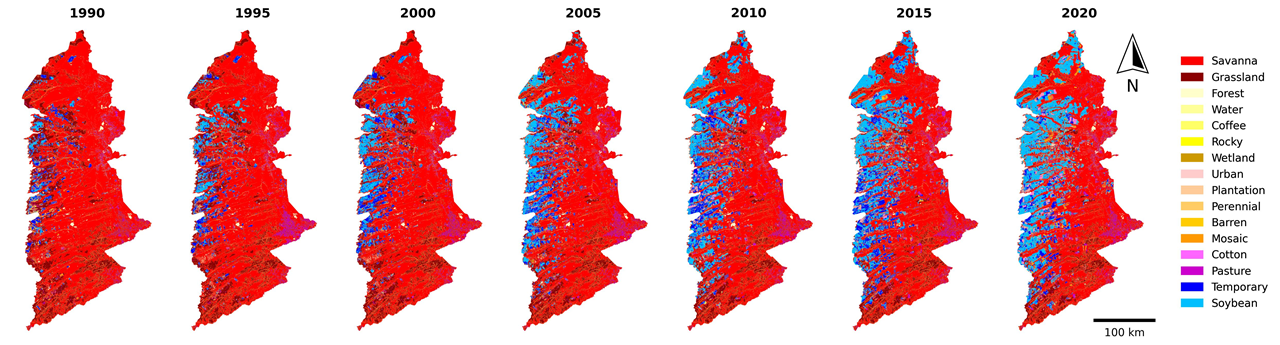 1990 1995 2000 2005 2010 2015 2020
N
Savanna
Grassland
Forest
Water
Coffee
Rocky
Wetland
Urban
Plantation
Perennial
Barren
Mosaic
Cotton
Pasture
Temporary
Soybean
100 km